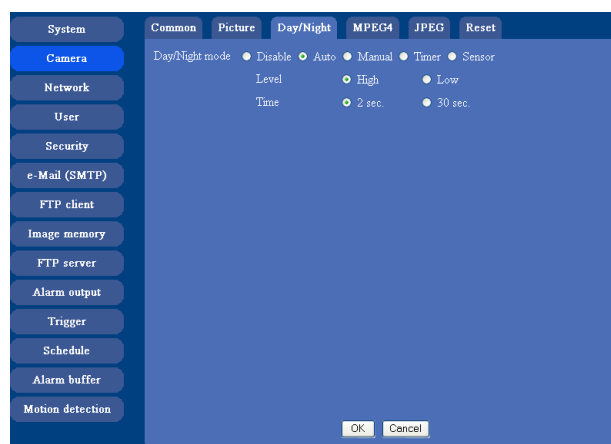 System
Camera
Network
User
Security
e-Mail (SMTP)
FTP client
Image memory
FTP server
Alarm output
Trigger
Schedule
Alarm buffer
Motion detection
Common Picture Day/Night MPEG4 JPEG Reset
Day/Night mode Disable Auto Manual Timer Sensor
Level High Low
Time 2 sec. 30 sec.
OK Cancel